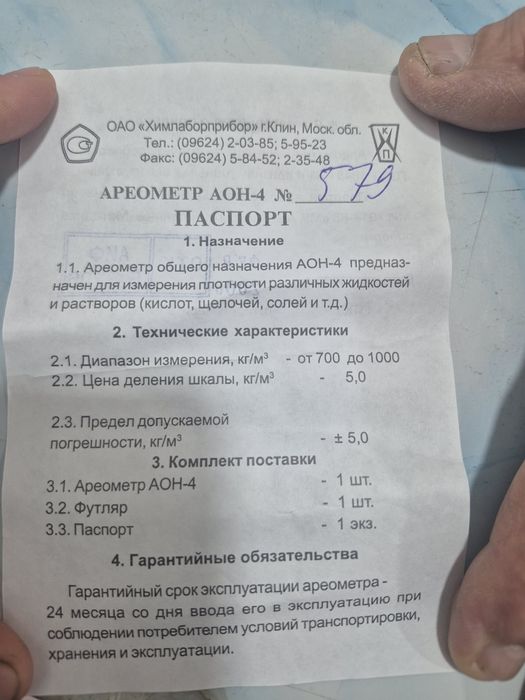 ОАО «Химлаборприбор» г.Клин, Моск. обл.
Тел.: (09624) 2-03-85; 5-95-23
Факс: (09624) 5-84-52; 2-35-48
К
П
АРЕОМЕТР АОН-4 № 579
ПАСПОРТ
1. Назначение
1.1. Ареометр общего назначения АОН-4 предназ-
начен для измерения плотности различных жидкостей
и растворов (кислот, щелочей, солей и т.д.)
2. Технические характеристики
2.1. Диапазон измерения, кг/м³ - от 700 до 1000
2.2. Цена деления шкалы, кг/м³ - 5,0
2.3. Предел допускаемой
погрешности, кг/м³ - ± 5,0
3. Комплект поставки
3.1. Ареометр АОН-4 - 1 шт.
3.2. Футляр - 1 шт.
3.3. Паспорт - 1 экз.
4. Гарантийные обязательства
Гарантийный срок эксплуатации ареометра -
24 месяца со дня ввода его в эксплуатацию при
соблюдении потребителем условий транспортировки,
хранения и эксплуатации.